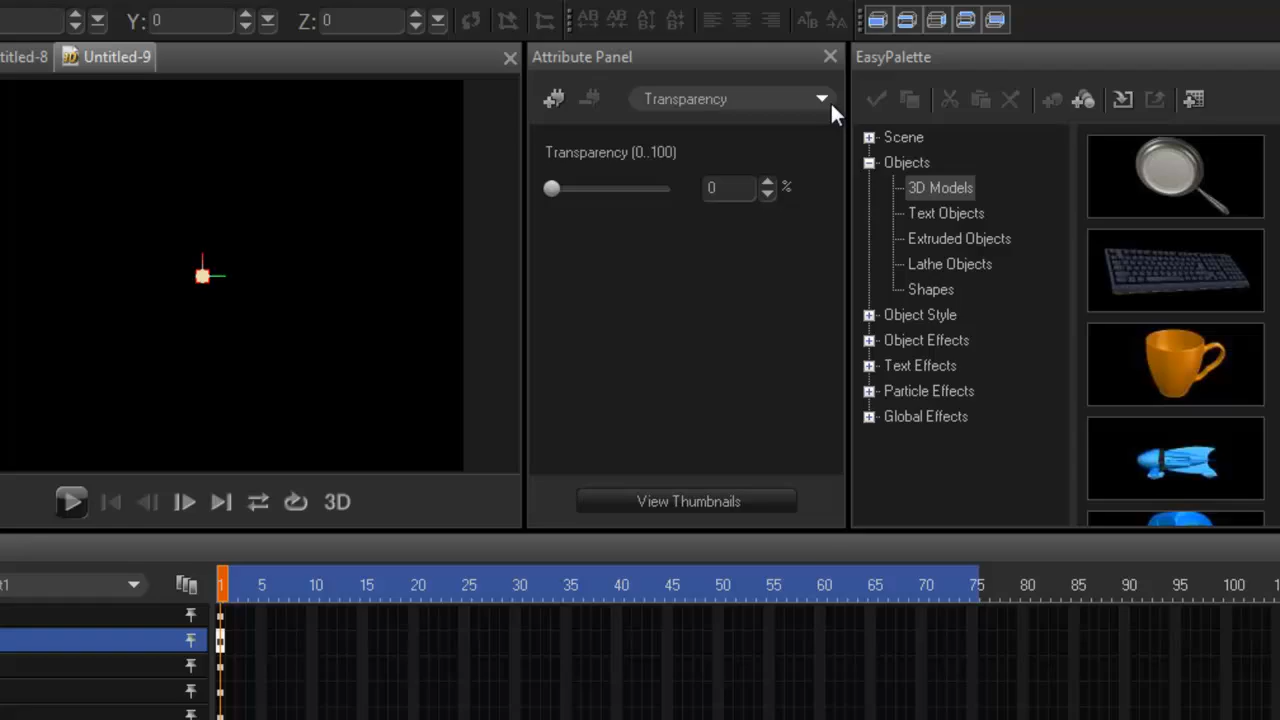 Y: 0 Z: 0
titled-8 Untitled-9
Attribute Panel
EasyPalette
Transparency
Transparency (0..100)
0 %
View Thumbnails
Scene
Objects
3D Models
Text Objects
Extruded Objects
Lathe Objects
Shapes
Object Style
Object Effects
Text Effects
Particle Effects
Global Effects
3D
t1
1 5 10 15 20 25 30 35 40 45 50 55 60 65 70 75 80 85 90 95 100